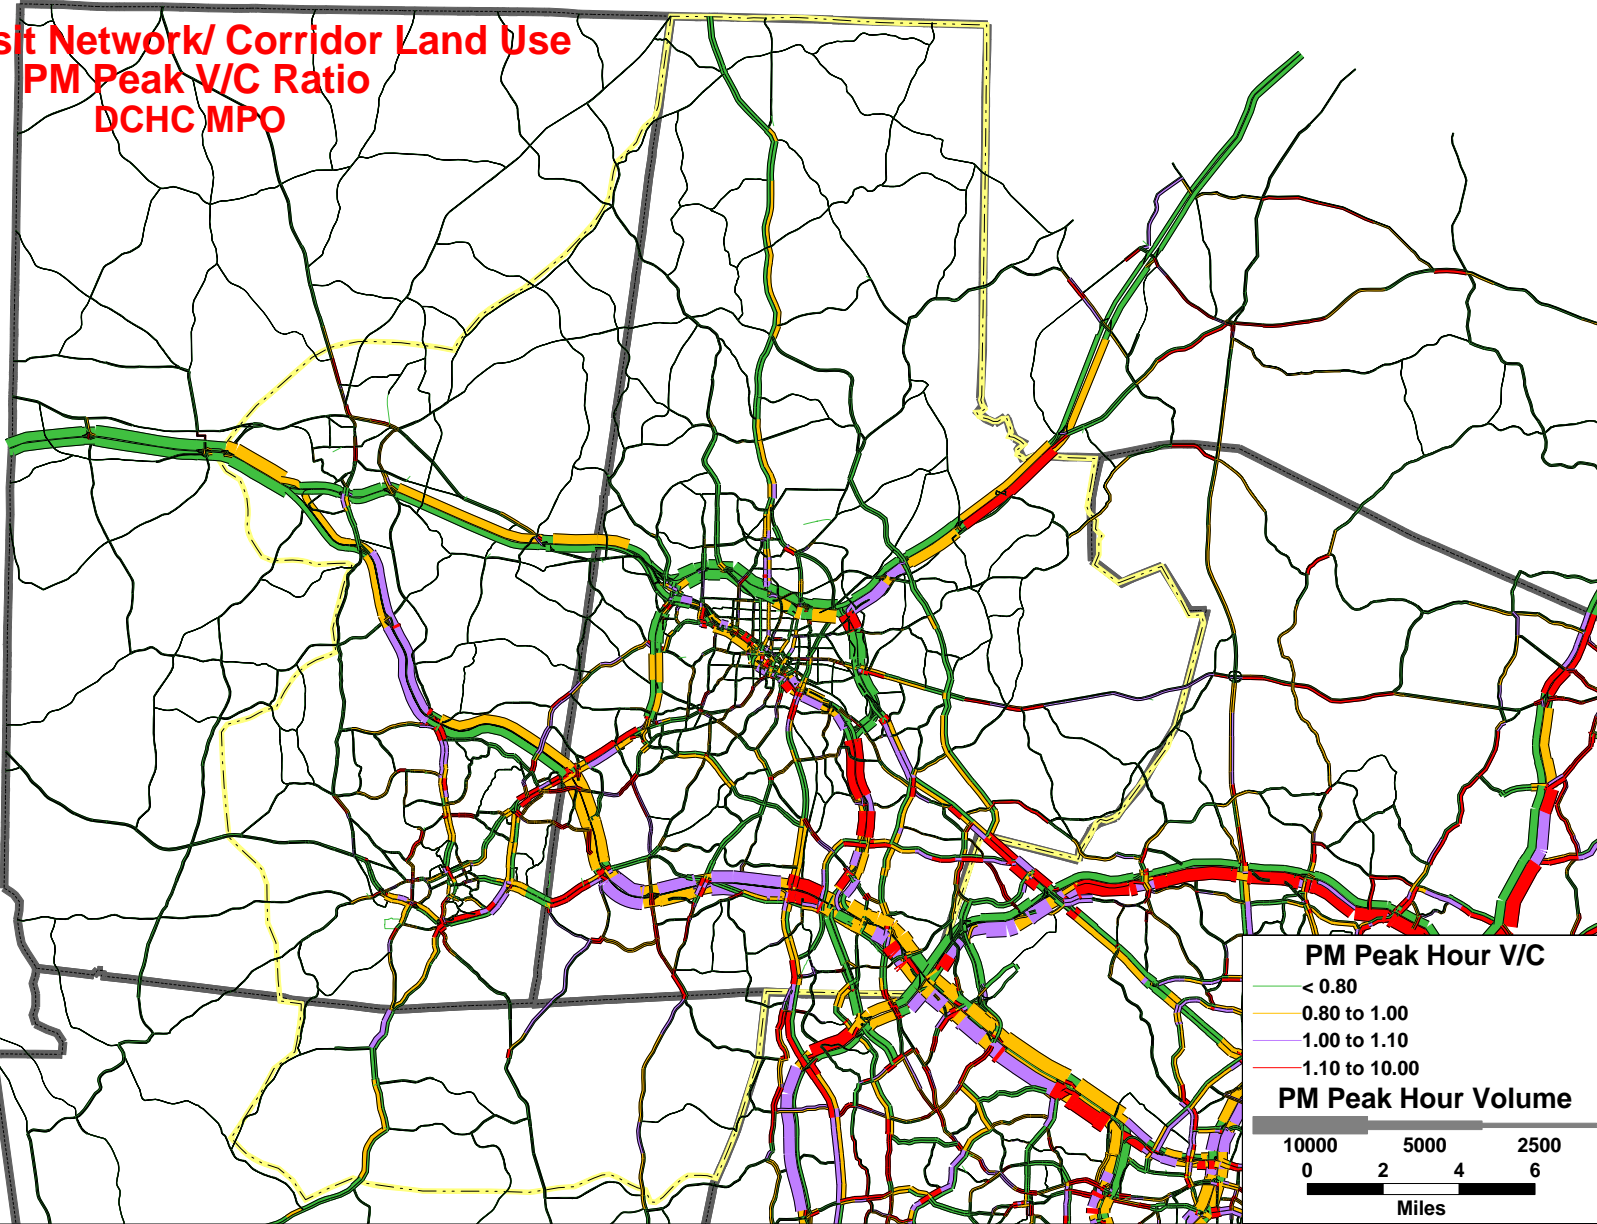 sit Network/ Corridor Land Use
PM Peak V/C Ratio
DCHC MPO
PM Peak Hour V/C
< 0.80
0.80 to 1.00
1.00 to 1.10
1.10 to 10.00
PM Peak Hour Volume
10000 5000 2500
0 2 4 6
Miles